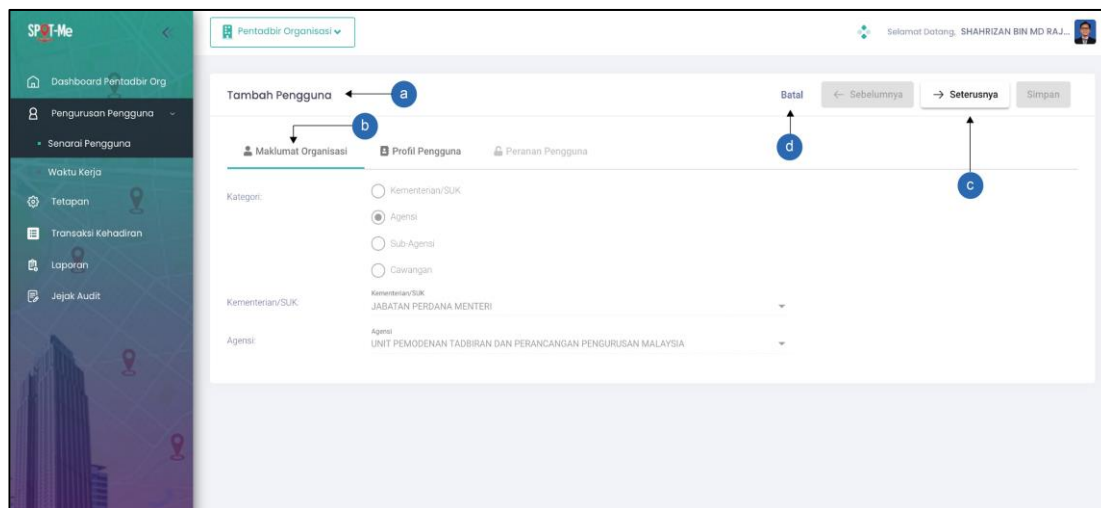 SPOT-Me
Pentadbir Organisasi
Selamat Datang, SHAHRIZAN BIN MD RAJ...
Dashboard Pentadbir Org
Pengurusan Pengguna
Senarai Pengguna
Waktu Kerja
Tetapan
Transaksi Kehadiran
Laporan
Jejak Audit
Tambah Pengguna
a
Batal
← Sebelumnya
→ Seterusnya
Simpan
b
d
c
Maklumat Organisasi
Profil Pengguna
Peranan Pengguna
Kategori:
Kementerian/SUK
Agensi
Sub-Agensi
Cawangan
Kementerian/SUK:
Kementerian/SUK
JABATAN PERDANA MENTERI
Agensi:
Agensi
UNIT PEMODENAN TADBIRAN DAN PERANCANGAN PENGURUSAN MALAYSIA